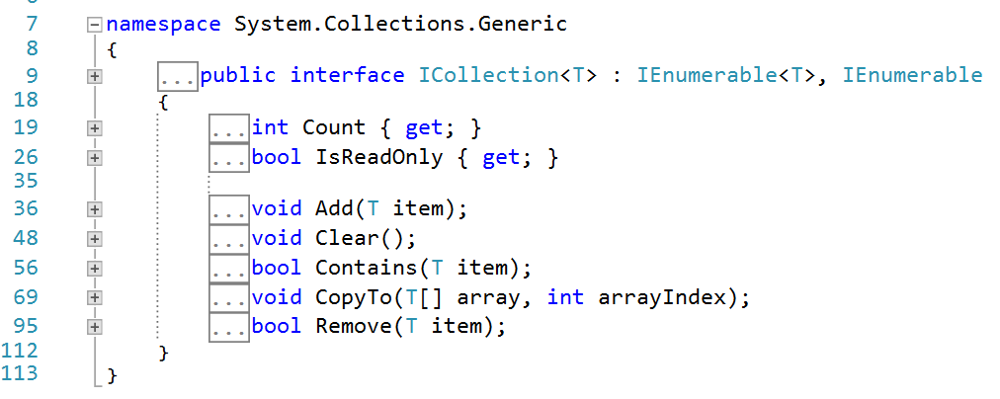 7 namespace System.Collections.Generic
8 {
9 ...public interface ICollection<T> : IEnumerable<T>, IEnumerable
18 {
19 ...int Count { get; }
26 ...bool IsReadOnly { get; }
35
36 ...void Add(T item);
48 ...void Clear();
56 ...bool Contains(T item);
69 ...void CopyTo(T[] array, int arrayIndex);
95 ...bool Remove(T item);
112 }
113 }